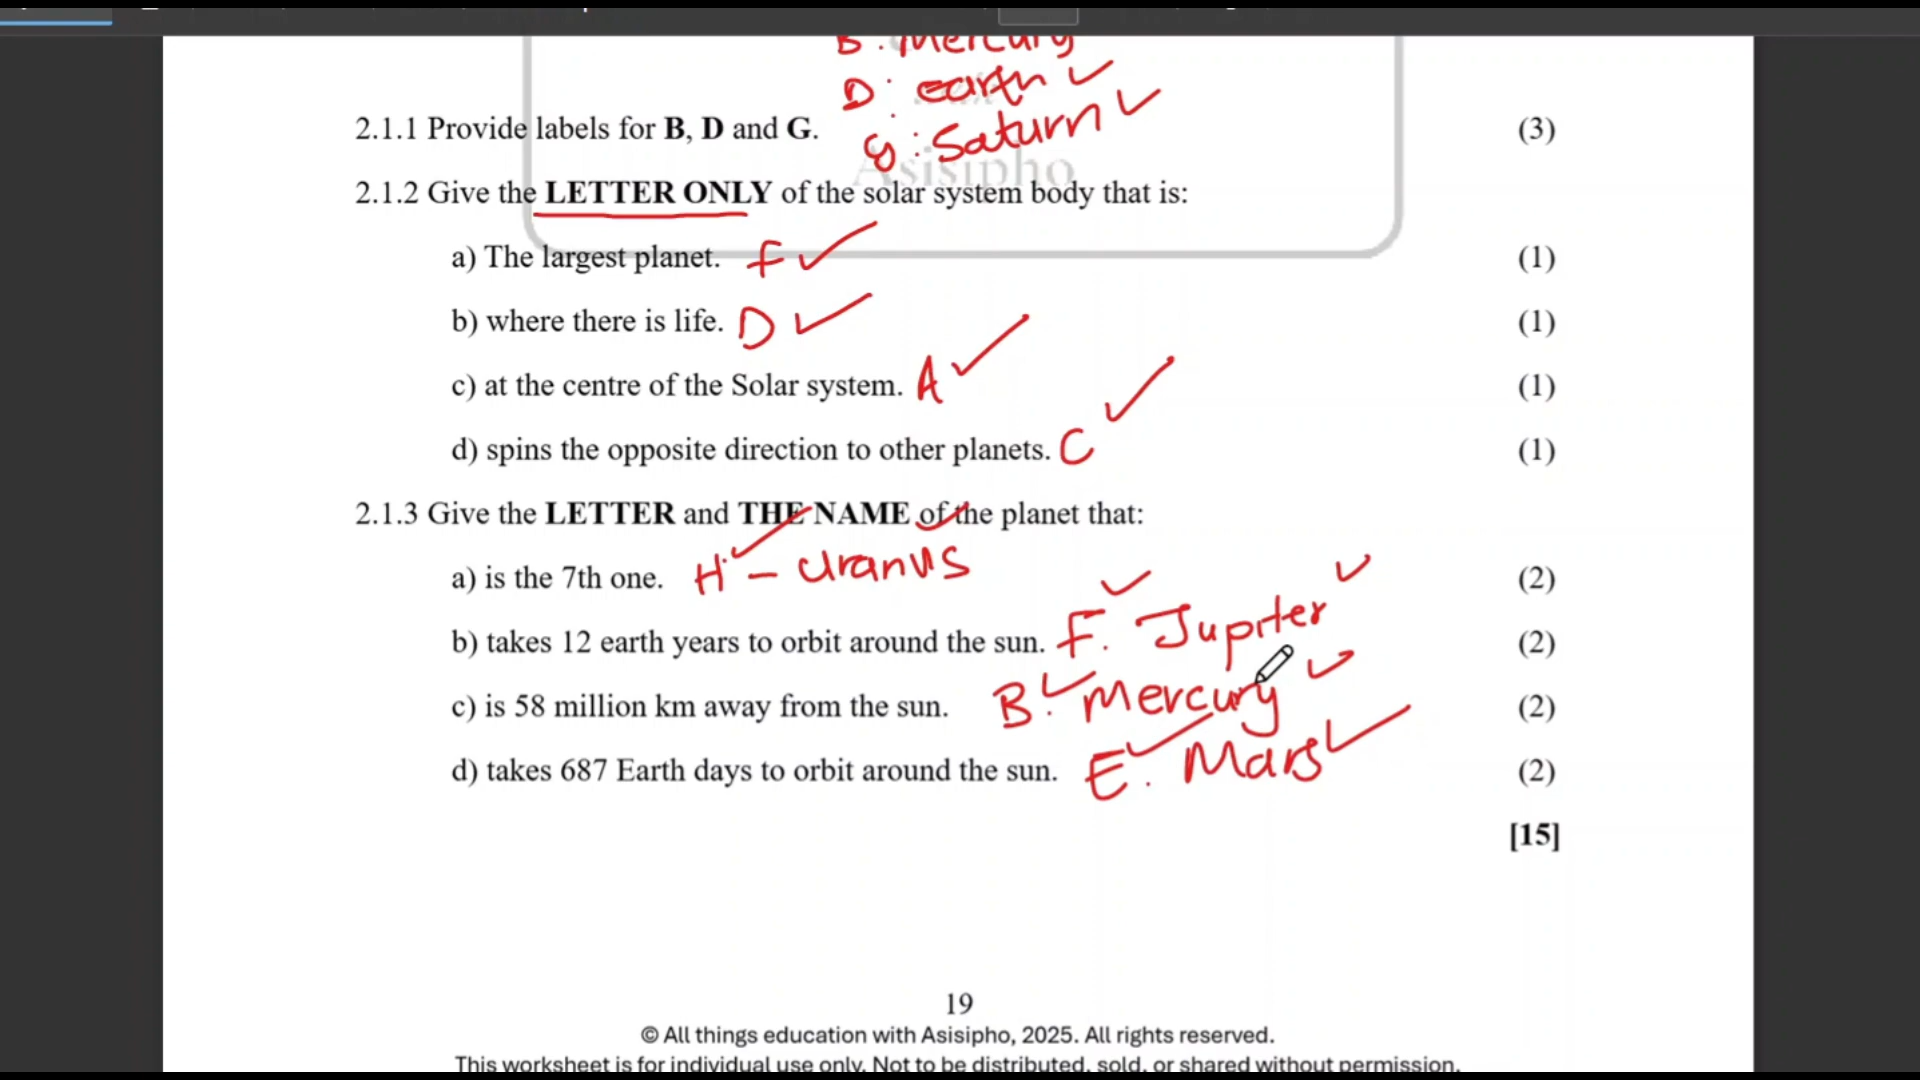 B: Mercury
D: earth ✓
2.1.1 Provide labels for B, D and G. G: Saturn ✓ (3)
Asisipho
2.1.2 Give the LETTER ONLY of the solar system body that is:
a) The largest planet. F ✓ (1)
b) where there is life. D ✓ (1)
c) at the centre of the Solar system. A ✓ (1)
d) spins the opposite direction to other planets. C ✓ (1)
2.1.3 Give the LETTER and THE NAME of the planet that:
a) is the 7th one. H ✓ - Uranus ✓ (2)
b) takes 12 earth years to orbit around the sun. F. ✓ Jupiter ✓ (2)
c) is 58 million km away from the sun. B. ✓ Mercury ✓ (2)
d) takes 687 Earth days to orbit around the sun. E. ✓ Mars ✓ (2)
[15]
19
© All things education with Asisipho, 2025. All rights reserved.
This worksheet is for individual use only. Not to be distributed, sold, or shared without permission.